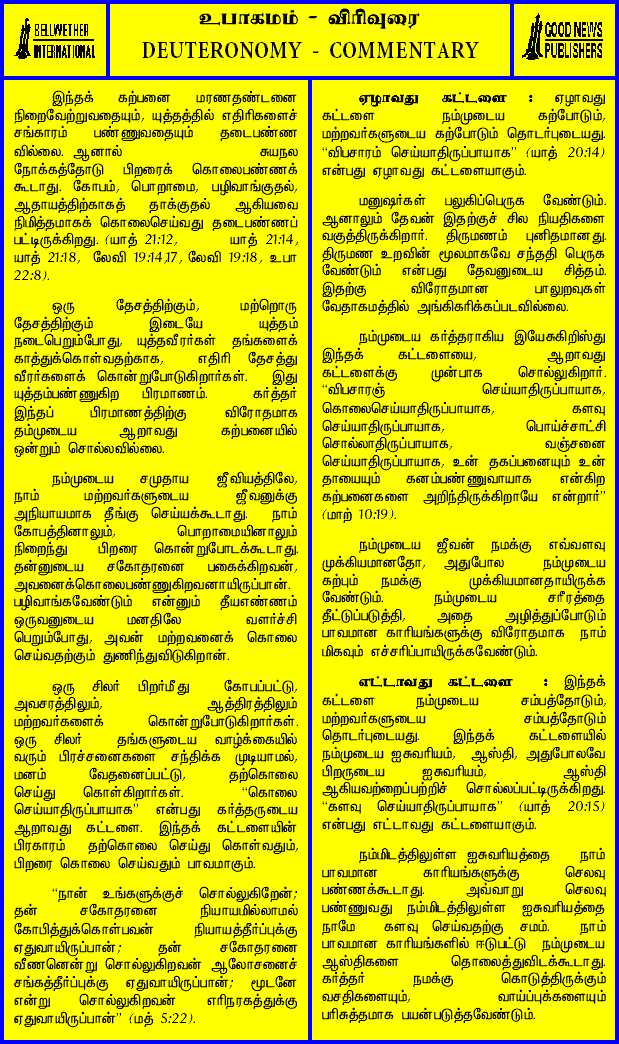 BELLWETHER
INTERNATIONAL
உபாகமம் - விரிவுரை
DEUTERONOMY - COMMENTARY
GOOD NEWS
PUBLISHERS
இந்தக் கற்பனை மரணதண்டனை
நிறைவேற்றுவதையும், யுத்தத்தில் எதிரிகளைச்
சங்காரம் பண்ணுவதையும் தடைபண்ண
வில்லை. ஆனால் சுயநல
நோக்கத்தோடு பிறரைக் கொலைபண்ணக்
கூடாது. கோபம், பொறாமை, பழிவாங்குதல்,
ஆதாயத்திற்காகத் தாக்குதல் ஆகியவை
நிமித்தமாகக் கொலைசெய்வது தடைபண்ணப்
பட்டிருக்கிறது. (யாத் 21:12, யாத் 21:14,
யாத் 21:18, லேவி 19:14,17, லேவி 19:18, உபா
22:8).
ஒரு தேசத்திற்கும், மற்றொரு
தேசத்திற்கும் இடையே யுத்தம்
நடைபெறும்போது, யுத்தவீரர்கள் தங்களைக்
காத்துக்கொள்வதற்காக, எதிரி தேசத்து
வீரர்களைக் கொன்றுபோடுகிறார்கள். இது
யுத்தம்பண்ணுகிற பிரமாணம். கர்த்தர்
இந்தப் பிரமாணத்திற்கு விரோதமாக
தம்முடைய ஆறாவது கற்பனையில்
ஒன்றும் சொல்லவில்லை.
நம்முடைய சமுதாய ஜீவியத்திலே,
நாம் மற்றவர்களுடைய ஜீவனுக்கு
அநியாயமாக தீங்கு செய்யக்கூடாது. நாம்
கோபத்தினாலும், பொறாமையினாலும்
நிறைந்து பிறரை கொன்றுபோடக்கூடாது.
தன்னுடைய சகோதரனை பகைக்கிறவன்,
அவனைக்கொலைபண்ணுகிறவனாயிருப்பான்.
பழிவாங்கவேண்டும் என்னும் தீயஎண்ணம்
ஒருவனுடைய மனதிலே வளர்ச்சி
பெறும்போது, அவன் மற்றவனைக் கொலை
செய்வதற்கும் துணிந்துவிடுகிறான்.
ஒரு சிலர் பிறர்மீது கோபப்பட்டு,
அவசரத்திலும், ஆத்திரத்திலும்
மற்றவர்களைக் கொன்றுபோடுகிறார்கள்.
ஒரு சிலர் தங்களுடைய வாழ்க்கையில்
வரும் பிரச்சனைகளை சந்திக்க முடியாமல்,
மனம் வேதனைப்பட்டு, தற்கொலை
செய்து கொள்கிறார்கள். "கொலை
செய்யாதிருப்பாயாக" என்பது கர்த்தருடைய
ஆறாவது கட்டளை. இந்தக் கட்டளையின்
பிரகாரம் தற்கொலை செய்து கொள்வதும்,
பிறரை கொலை செய்வதும் பாவமாகும்.
"நான் உங்களுக்குச் சொல்லுகிறேன்;
தன் சகோதரனை நியாயமில்லாமல்
கோபித்துக்கொள்பவன் நியாயத்தீர்ப்புக்கு
ஏதுவாயிருப்பான்; தன் சகோதரனை
வீணனென்று சொல்லுகிறவன் ஆலோசனைச்
சங்கத்தீர்ப்புக்கு ஏதுவாயிருப்பான்; மூடனே
என்று சொல்லுகிறவன் எரிநரகத்துக்கு
ஏதுவாயிருப்பான்" (மத் 5:22).
ஏழாவது கட்டளை : ஏழாவது
கட்டளை நம்முடைய கற்போடும்,
மற்றவர்களுடைய கற்போடும் தொடர்புடையது.
"விபசாரம் செய்யாதிருப்பாயாக" (யாத் 20:14)
என்பது ஏழாவது கட்டளையாகும்.
மனுஷர்கள் பலுகிப்பெருக வேண்டும்.
ஆனாலும் தேவன் இதற்குச் சில நியதிகளை
வகுத்திருக்கிறார். திருமணம் புனிதமானது.
திருமண உறவின் மூலமாகவே சந்ததி பெருக
வேண்டும் என்பது தேவனுடைய சித்தம்.
இதற்கு விரோதமான பாலுறவுகள்
வேதாகமத்தில் அங்கிகரிக்கப்படவில்லை.
நம்முடைய கர்த்தராகிய இயேசுகிறிஸ்து
இந்தக் கட்டளையை, ஆறாவது
கட்டளைக்கு முன்பாக சொல்லுகிறார்.
"விபசாரஞ் செய்யாதிருப்பாயாக,
கொலைசெய்யாதிருப்பாயாக, களவு
செய்யாதிருப்பாயாக, பொய்ச்சாட்சி
சொல்லாதிருப்பாயாக, வஞ்சனை
செய்யாதிருப்பாயாக, உன் தகப்பனையும் உன்
தாயையும் கனம்பண்ணுவாயாக என்கிற
கற்பனைகளை அறிந்திருக்கிறாயே என்றார்"
(மாற் 10:19).
நம்முடைய ஜீவன் நமக்கு எவ்வளவு
முக்கியமானதோ, அதுபோல நம்முடைய
கற்பும் நமக்கு முக்கியமானதாயிருக்க
வேண்டும். நம்முடைய சரீரத்தை
தீட்டுப்படுத்தி, அதை அழித்துப்போடும்
பாவமான காரியங்களுக்கு விரோதமாக நாம்
மிகவும் எச்சரிப்பாயிருக்கவேண்டும்.
எட்டாவது கட்டளை : இந்தக்
கட்டளை நம்முடைய சம்பத்தோடும்,
மற்றவர்களுடைய சம்பத்தோடும்
தொடர்புடையது. இந்தக் கட்டளையில்
நம்முடைய ஐசுவரியம், ஆஸ்தி, அதுபோலவே
பிறருடைய ஐசுவரியம், ஆஸ்தி
ஆகியவற்றைப்பற்றிச் சொல்லப்பட்டிருக்கிறது.
"களவு செய்யாதிருப்பாயாக" (யாத் 20:15)
என்பது எட்டாவது கட்டளையாகும்.
நம்மிடத்திலுள்ள ஐசுவரியத்தை நாம்
பாவமான காரியங்களுக்கு செலவு
பண்ணக்கூடாது. அவ்வாறு செலவு
பண்ணுவது நம்மிடத்திலுள்ள ஐசுவரியத்தை
நாமே களவு செய்வதற்கு சமம். நாம்
பாவமான காரியங்களில் ஈடுபட்டு நம்முடைய
ஆஸ்திகளை தொலைத்துவிடக்கூடாது.
கர்த்தர் நமக்கு கொடுத்திருக்கும்
வசதிகளையும், வாய்ப்புக்களையும்
பரிசுத்தமாக பயன்படுத்தவேண்டும்.